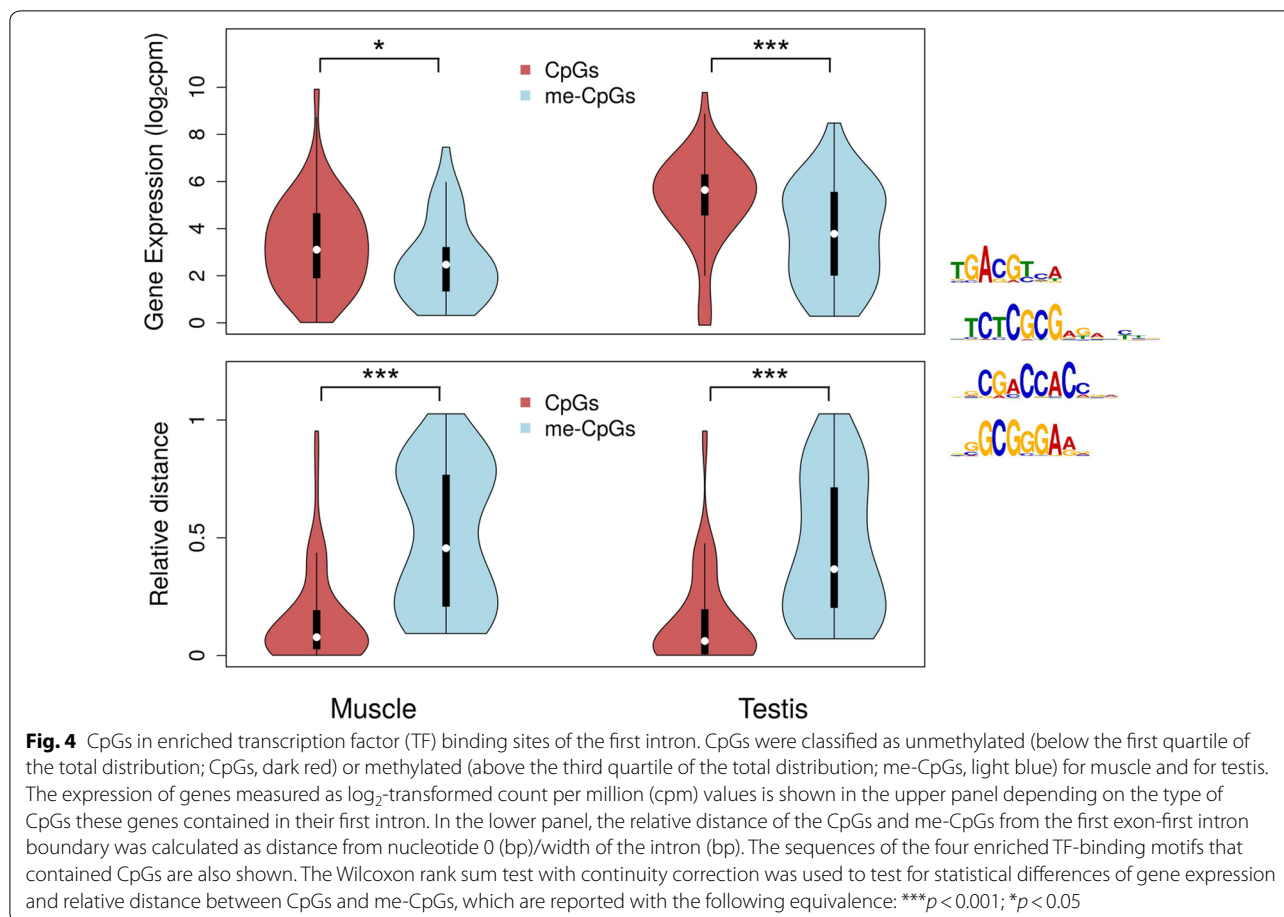 * ***
CpGs
me-CpGs
Gene Expression (log₂cpm)
10
8
6
4
2
0
*** ***
CpGs
me-CpGs
Relative distance
1
0.5
0
Muscle Testis
TGACGTCA
TCTCGCGAGA
CGACCAC
GCGGGAA
Fig. 4 CpGs in enriched transcription factor (TF) binding sites of the first intron. CpGs were classified as unmethylated (below the first quartile of
the total distribution; CpGs, dark red) or methylated (above the third quartile of the total distribution; me-CpGs, light blue) for muscle and for testis.
The expression of genes measured as log₂-transformed count per million (cpm) values is shown in the upper panel depending on the type of
CpGs these genes contained in their first intron. In the lower panel, the relative distance of the CpGs and me-CpGs from the first exon-first intron
boundary was calculated as distance from nucleotide 0 (bp)/width of the intron (bp). The sequences of the four enriched TF-binding motifs that
contained CpGs are also shown. The Wilcoxon rank sum test with continuity correction was used to test for statistical differences of gene expression
and relative distance between CpGs and me-CpGs, which are reported with the following equivalence: ***p < 0.001; *p < 0.05